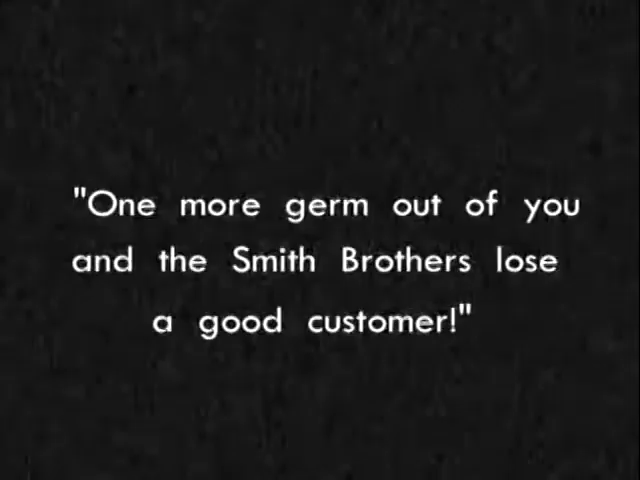 "One more germ out of you
and the Smith Brothers lose
a good customer!"